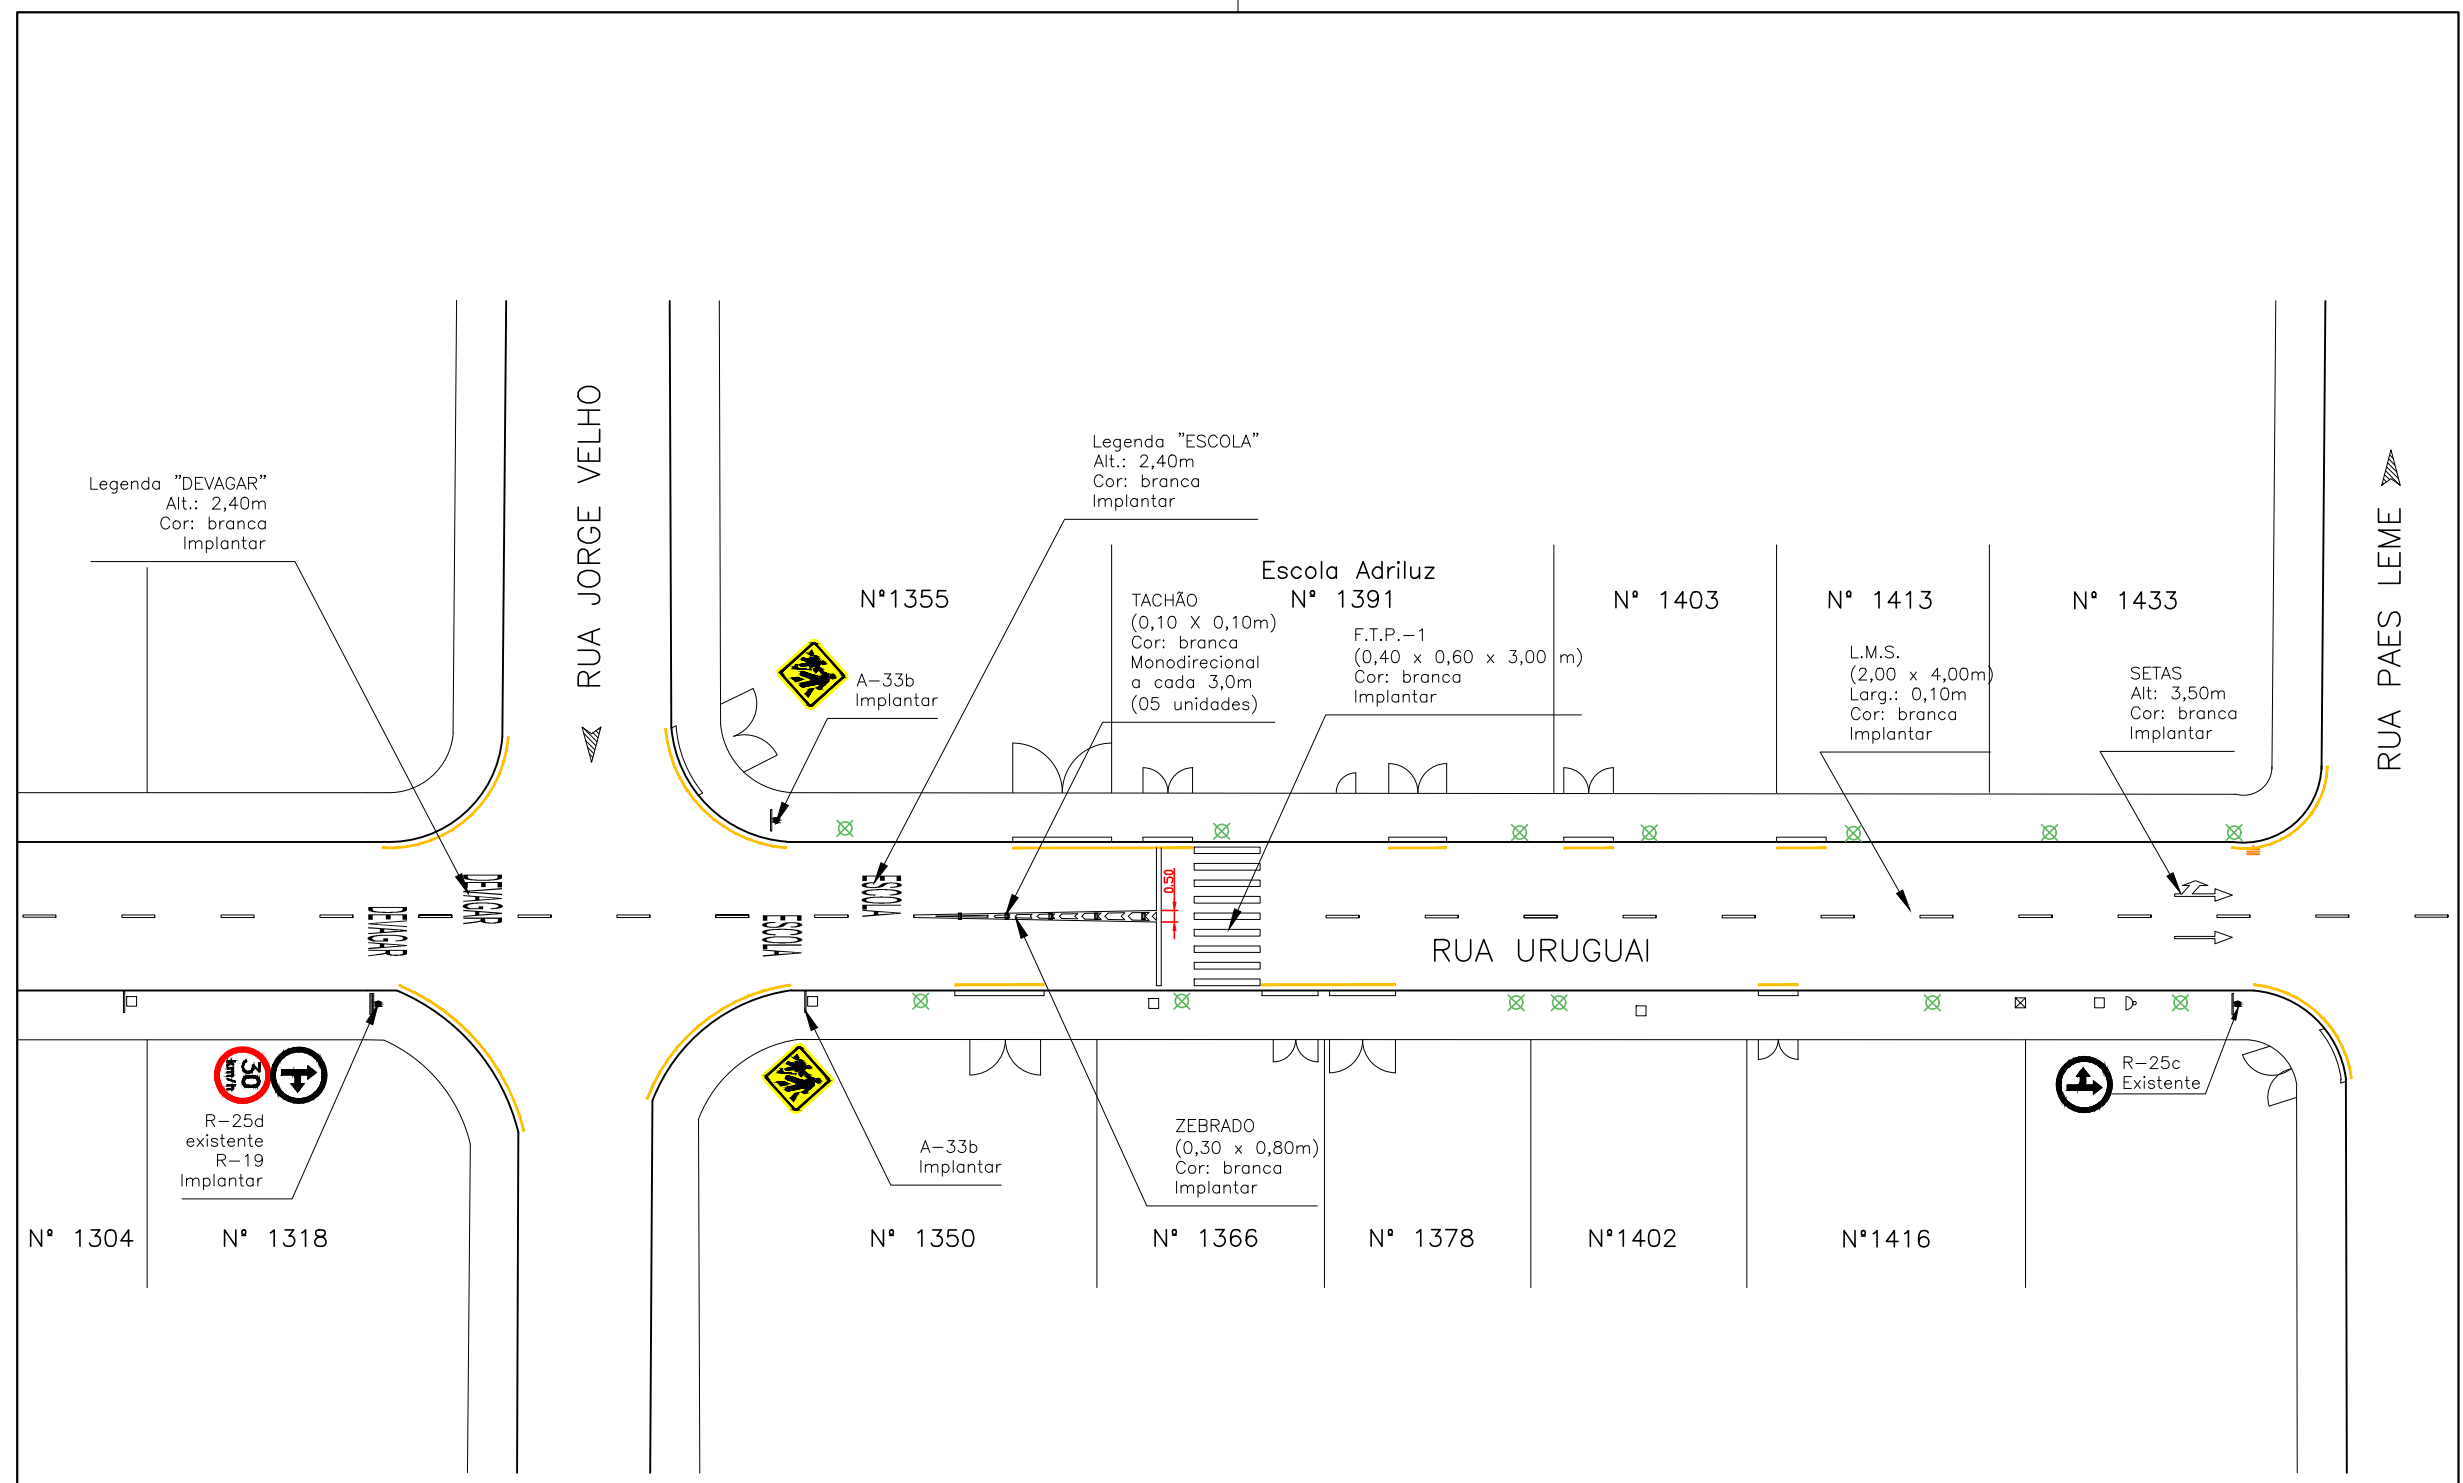 Legenda "DEVAGAR"
Alt.: 2,40m
Cor: branca
Implantar
RUA JORGE VELHO
Legenda "ESCOLA"
Alt.: 2,40m
Cor: branca
Implantar
RUA PAES LEME
Nº1355
Escola Adriluz
Nº 1391
Nº 1403
Nº 1413
Nº 1433
A-33b
Implantar
TACHÃO
(0,10 X 0,10m)
Cor: branca
Monodirecional
a cada 3,0m
(05 unidades)
F.T.P.-1
(0,40 x 0,60 x 3,00 m)
Cor: branca
Implantar
L.M.S.
(2,00 x 4,00m)
Larg.: 0,10m
Cor: branca
Implantar
SETAS
Alt: 3,50m
Cor: branca
Implantar
DEVAGAR
DEVAGAR
ESCOLA
ESCOLA
0.50
RUA URUGUAI
30
km/h
R-25d
existente
R-19
Implantar
A-33b
Implantar
ZEBRADO
(0,30 x 0,80m)
Cor: branca
Implantar
R-25c
Existente
Nº 1304
Nº 1318
Nº 1350
Nº 1366
Nº 1378
Nº1402
Nº1416